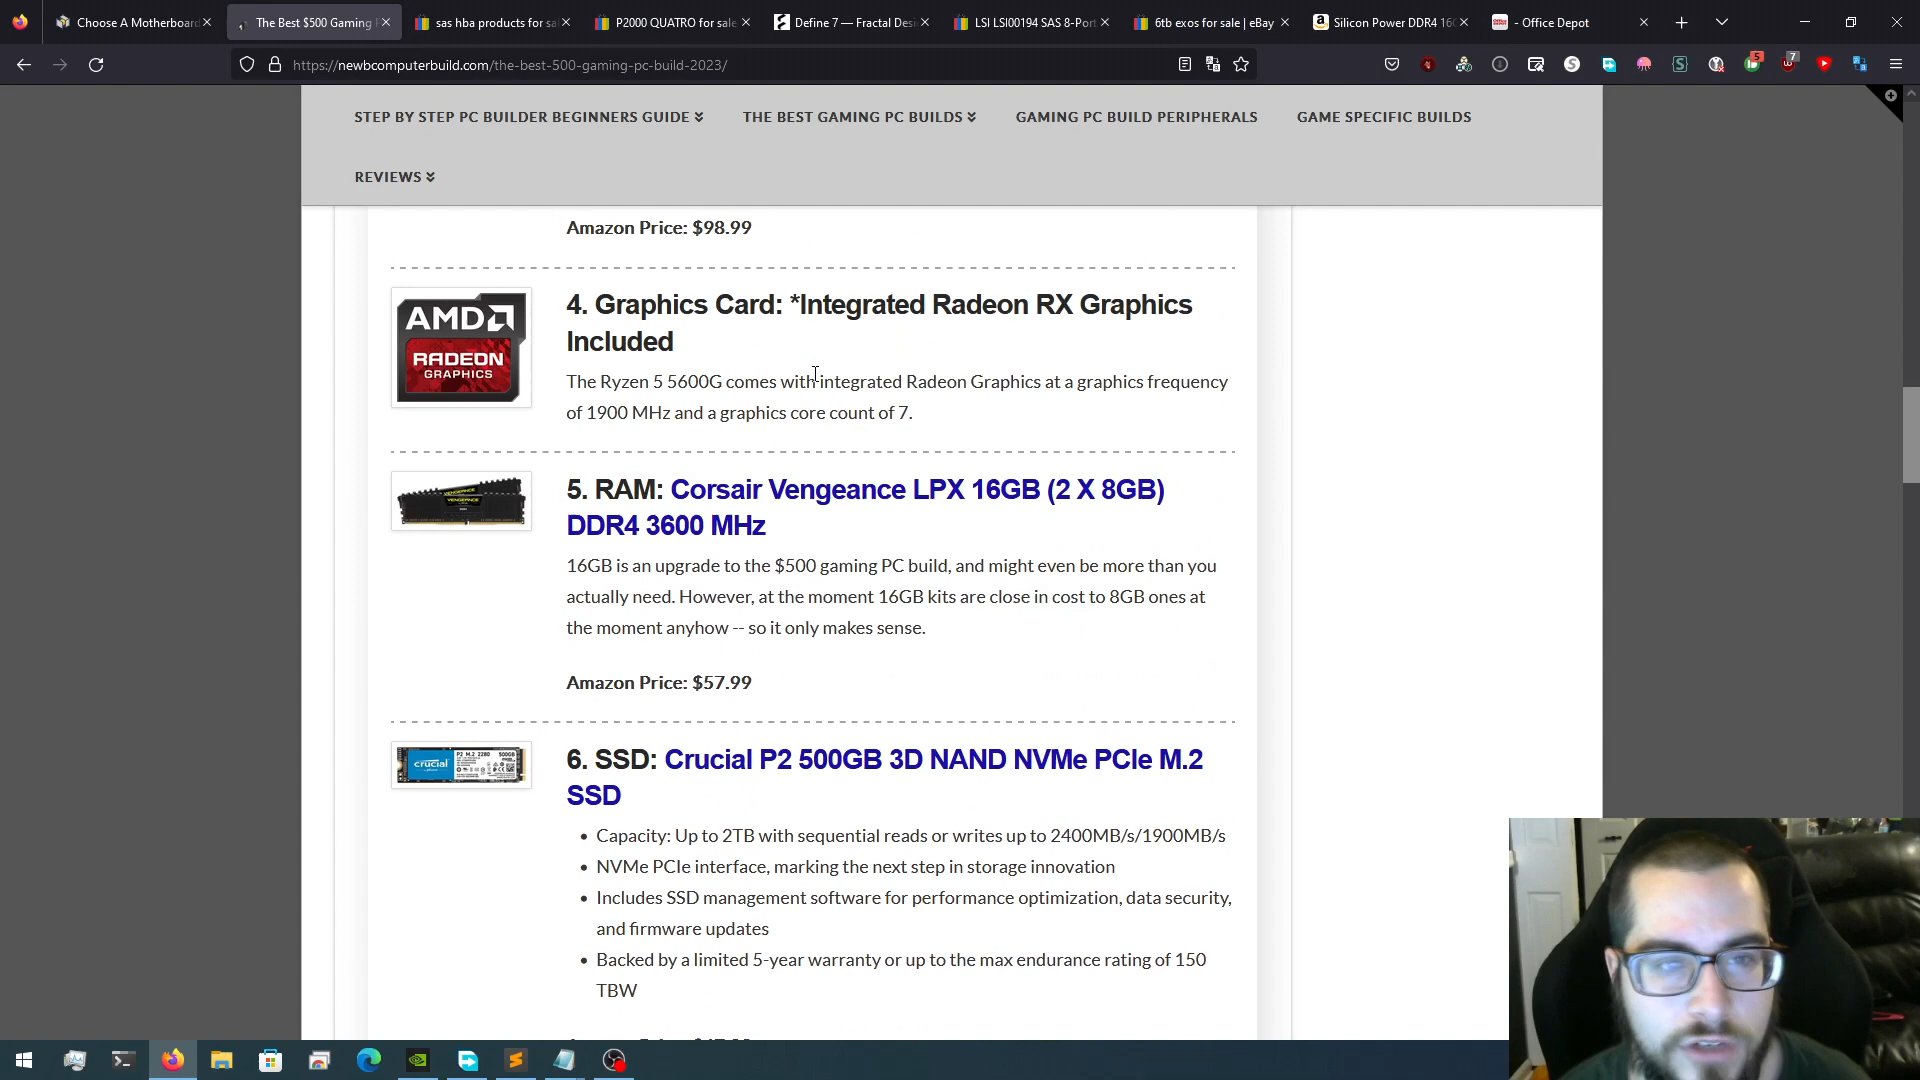 Choose A Motherboard
The Best $500 Gaming
sas hba products for sa
P2000 QUATRO for sale
Define 7 — Fractal Des
LSI LSI00194 SAS 8-Port
6tb exos for sale | eBay
Silicon Power DDR4 16
- Office Depot
https://newbcomputerbuild.com/the-best-500-gaming-pc-build-2023/
5
7
STEP BY STEP PC BUILDER BEGINNERS GUIDE
THE BEST GAMING PC BUILDS
GAMING PC BUILD PERIPHERALS
GAME SPECIFIC BUILDS
REVIEWS
Amazon Price: $98.99
AMD
RADEON
GRAPHICS
4. Graphics Card: *Integrated Radeon RX Graphics
Included
The Ryzen 5 5600G comes with integrated Radeon Graphics at a graphics frequency
of 1900 MHz and a graphics core count of 7.
VENGEANCE
5. RAM: Corsair Vengeance LPX 16GB (2 X 8GB)
DDR4 3600 MHz
16GB is an upgrade to the $500 gaming PC build, and might even be more than you
actually need. However, at the moment 16GB kits are close in cost to 8GB ones at
the moment anyhow -- so it only makes sense.
Amazon Price: $57.99
crucial
P2 M.2 2280 500GB
6. SSD: Crucial P2 500GB 3D NAND NVMe PCIe M.2
SSD
• Capacity: Up to 2TB with sequential reads or writes up to 2400MB/s/1900MB/s
• NVMe PCIe interface, marking the next step in storage innovation
• Includes SSD management software for performance optimization, data security,
and firmware updates
• Backed by a limited 5-year warranty or up to the max endurance rating of 150
TBW